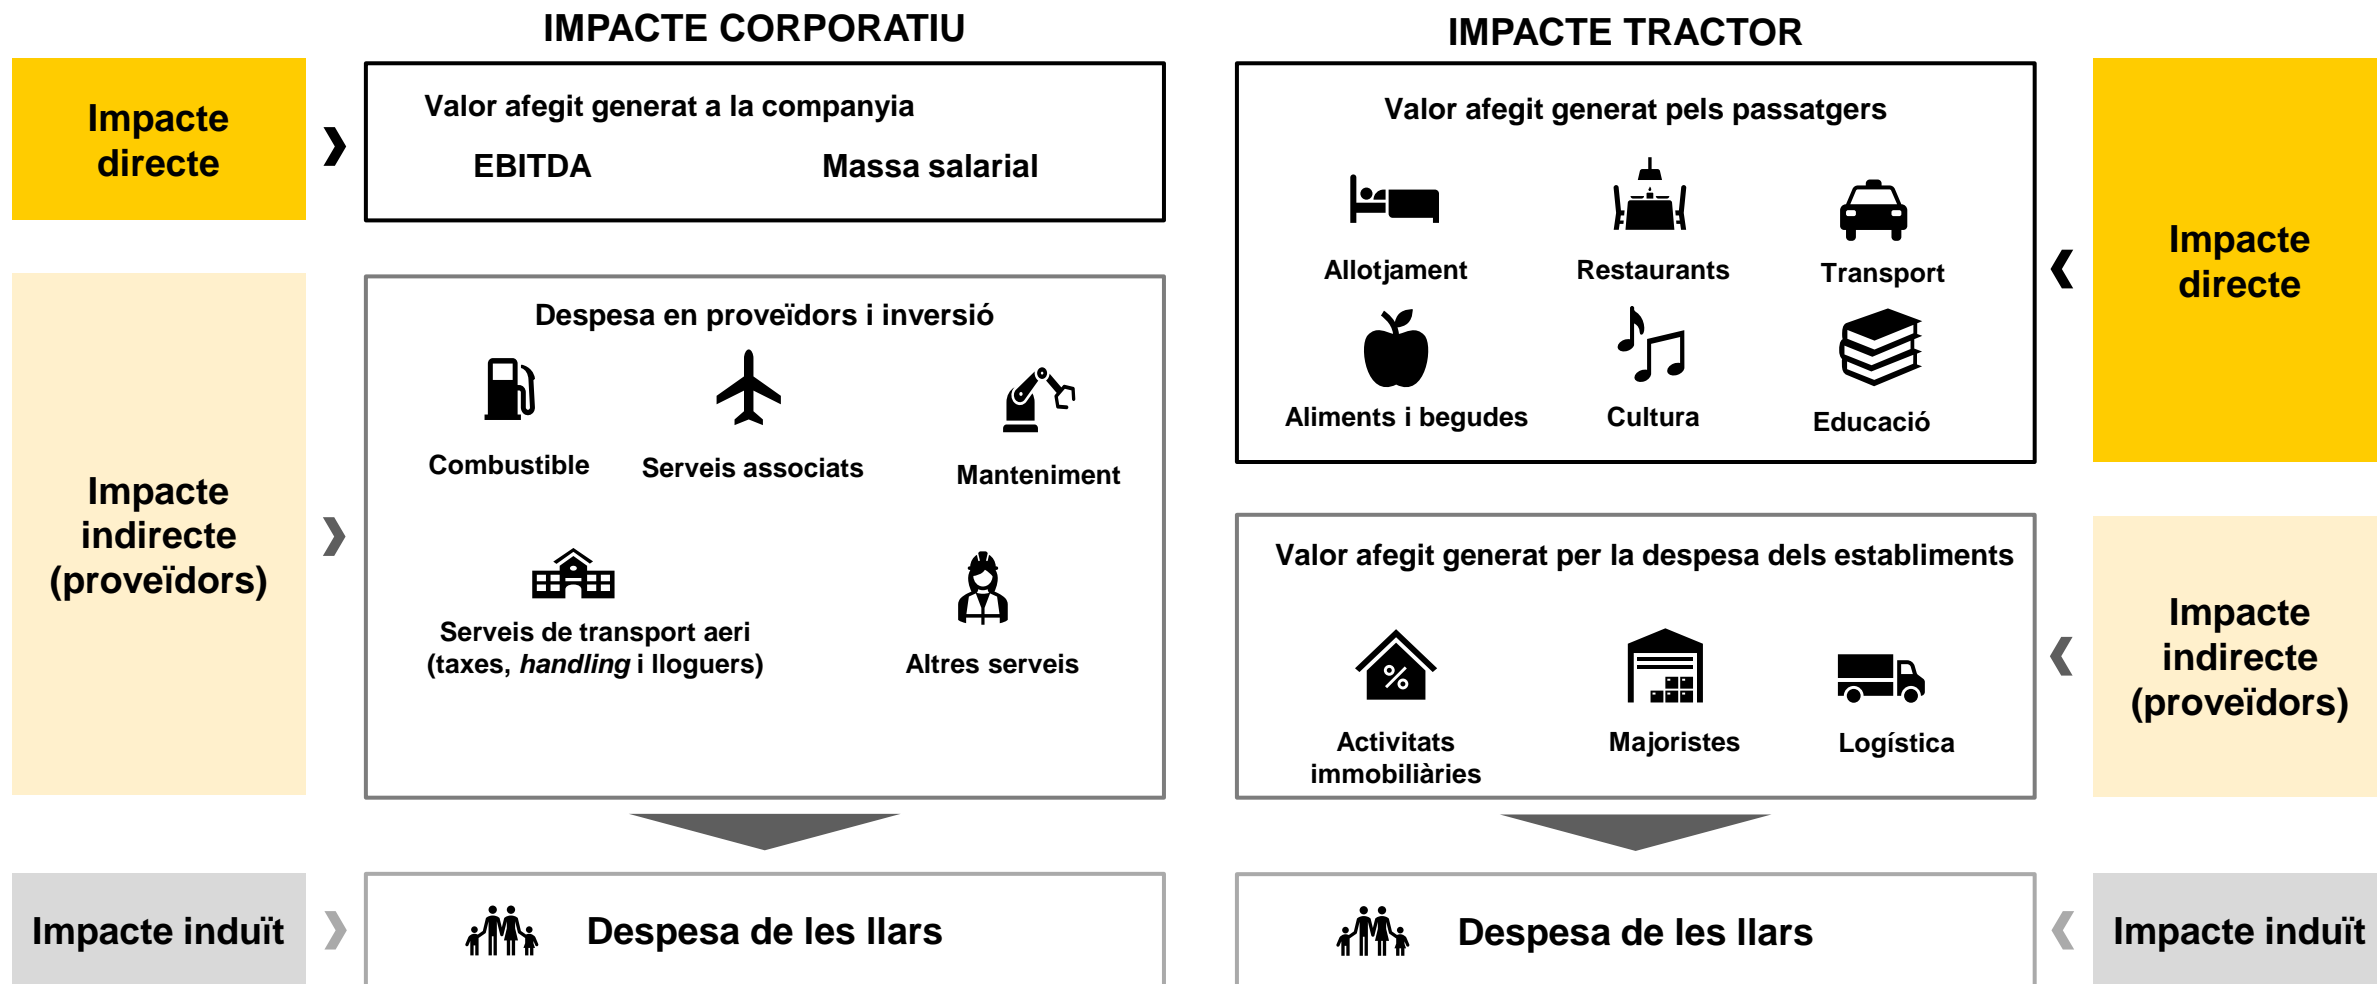 IMPACTE CORPORATIU
Impacte
directe
Valor afegit generat a la companyia
EBITDA
Massa salarial
Impacte
indirecte
(proveïdors)
Despesa en proveïdors i inversió
Combustible
Serveis associats
Manteniment
Serveis de transport aeri
(taxes, handling i lloguers)
Altres serveis
Impacte induït
Despesa de les llars
IMPACTE TRACTOR
Valor afegit generat pels passatgers
Allotjament
Restaurants
Transport
Aliments i begudes
Cultura
Educació
Impacte
directe
Valor afegit generat per la despesa dels establiments
%
Activitats
immobiliàries
Majoristes
Logística
Impacte
indirecte
(proveïdors)
Despesa de les llars
Impacte induït